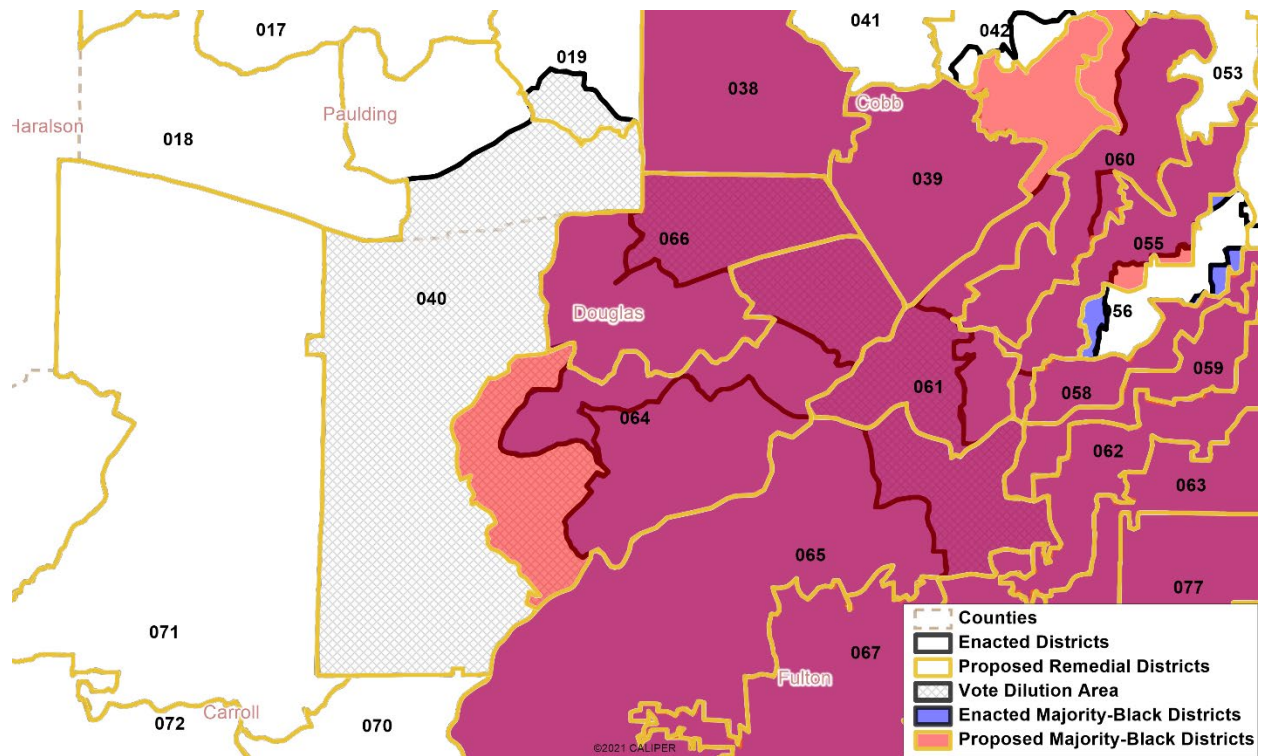 017
041
042
019
053
038
Paulding
Cobb
Haralson
018
060
039
066
055
040
56
Douglas
059
061
058
064
062
063
065
077
071
067
Fulton
072
Carroll
070
©2021 CALIPER
Counties
Enacted Districts
Proposed Remedial Districts
Vote Dilution Area
Enacted Majority-Black Districts
Proposed Majority-Black Districts